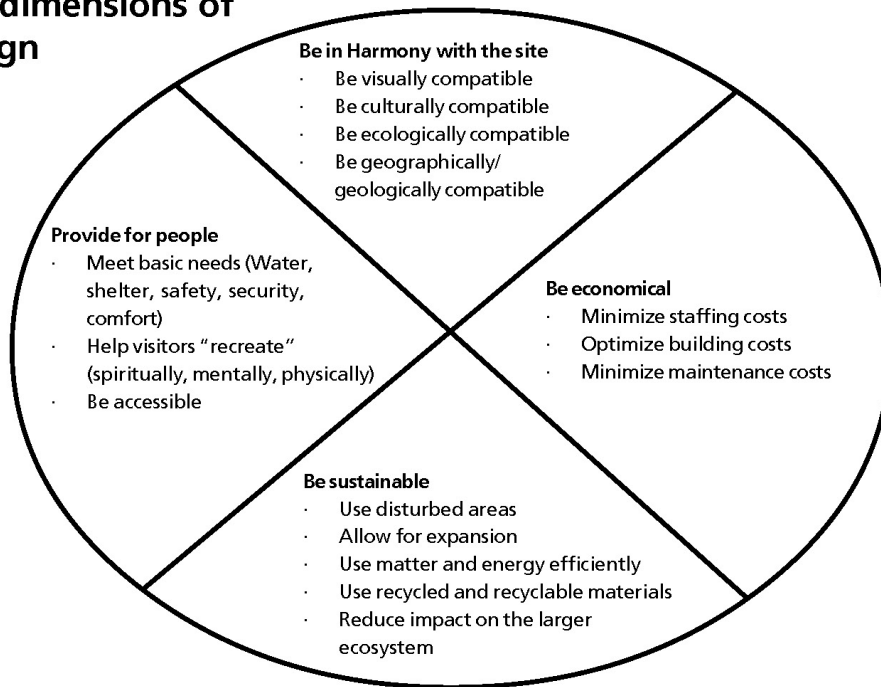 dimensions of
gn
Be in Harmony with the site
· Be visually compatible
· Be culturally compatible
· Be ecologically compatible
· Be geographically/
geologically compatible
Provide for people
· Meet basic needs (Water,
shelter, safety, security,
comfort)
· Help visitors “recreate”
(spiritually, mentally, physically)
· Be accessible
Be economical
· Minimize staffing costs
· Optimize building costs
· Minimize maintenance costs
Be sustainable
· Use disturbed areas
· Allow for expansion
· Use matter and energy efficiently
· Use recycled and recyclable materials
· Reduce impact on the larger
ecosystem